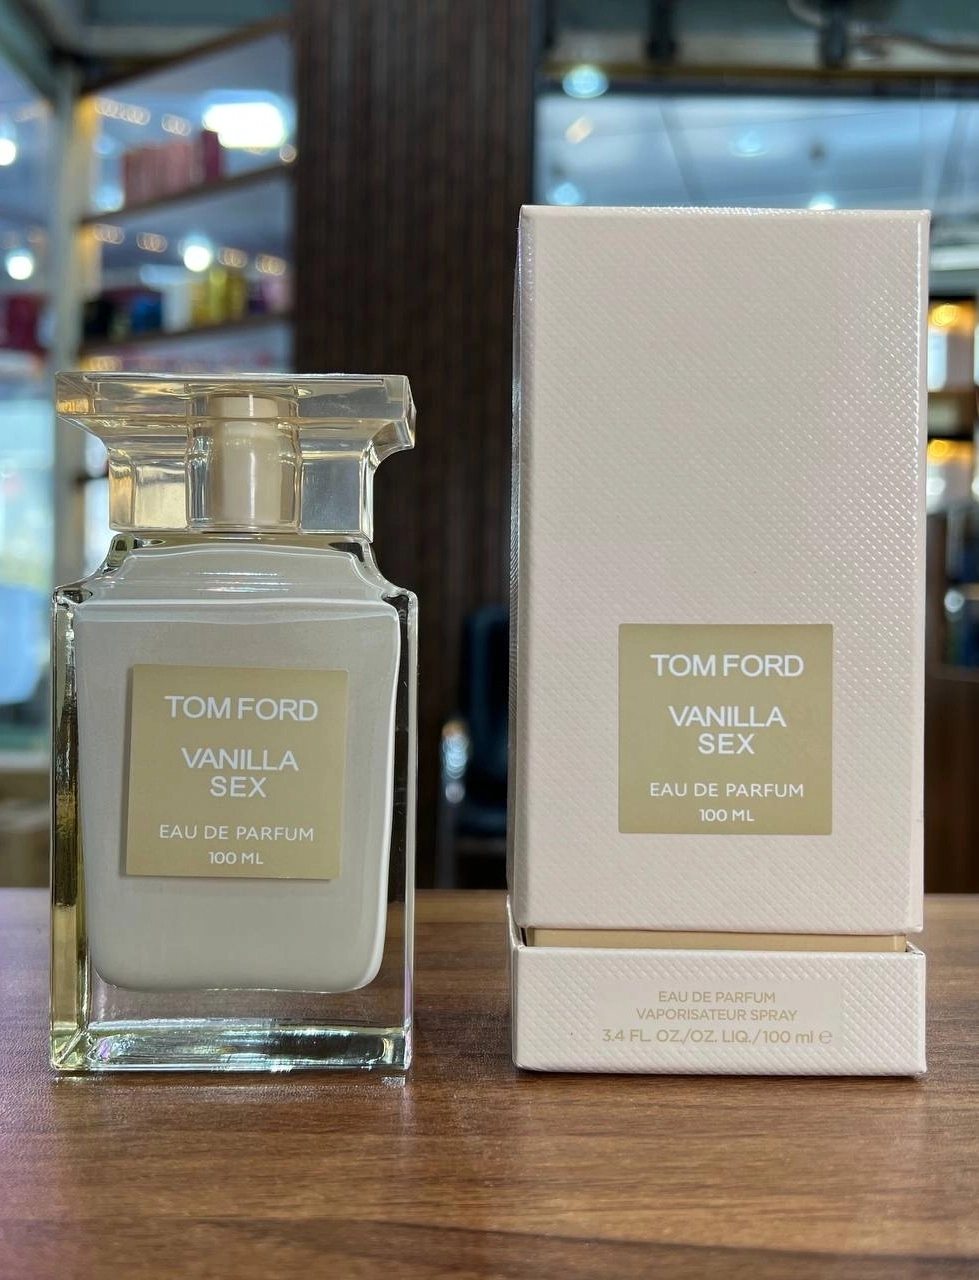 TOM FORD
VANILLA
SEX
EAU DE PARFUM
100 ML
TOM FORD
VANILLA
SEX
EAU DE PARFUM
100 ML
EAU DE PARFUM
VAPORISATEUR SPRAY
3.4 FL. OZ./OZ. LIQ./100 ml ℮